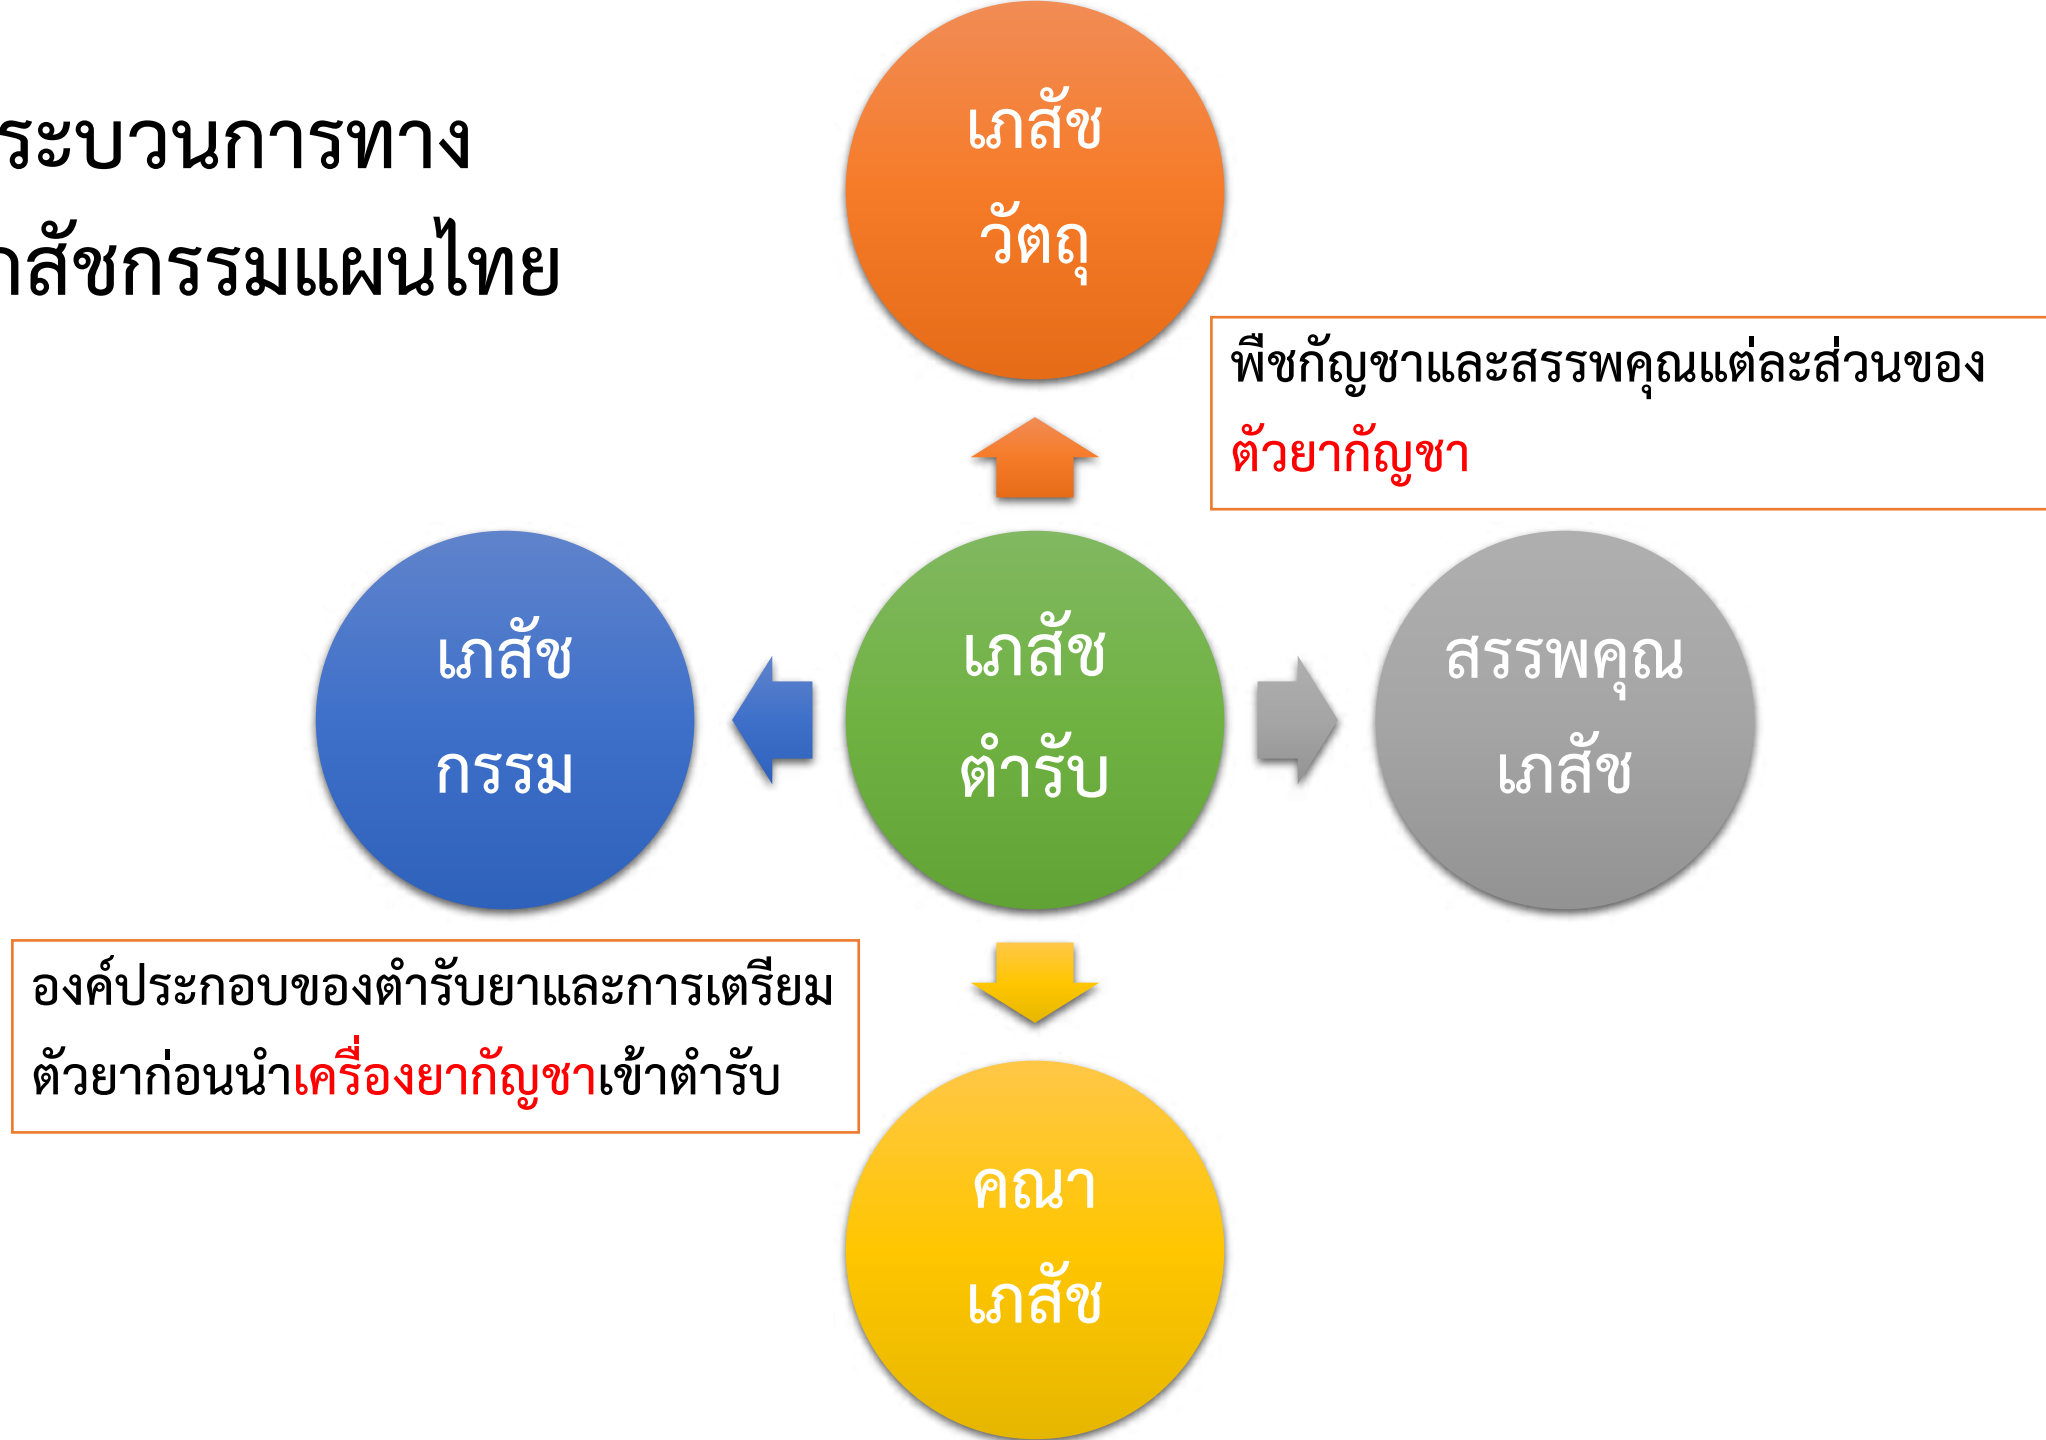 ระบวนการทาง
ภสัชกรรมแผนไทย
เภสัช
วัตถุ
พืชกัญชาและสรรพคุณแต่ละส่วนของ
ตัวยากัญชา
เภสัช
กรรม
เภสัช
ตำรับ
สรรพคุณ
เภสัช
องค์ประกอบของตำรับยาและการเตรียม
ตัวยาก่อนนำเครื่องยากัญชาเข้าตำรับ
คณา
เภสัช